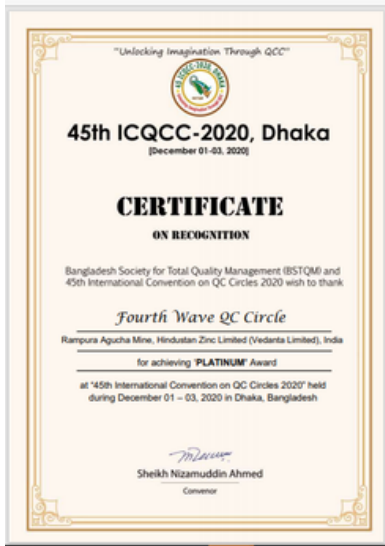 "Unlocking Imagination Through QCC"
45th ICQCC-2020, Dhaka
[December 01-03, 2020]
CERTIFICATE
ON RECOGNITION
Bangladesh Society for Total Quality Management (BSTQM) and
45th International Convention on QC Circles 2020 wish to thank
Fourth Wave QC Circle
Rampura Agucha Mine, Hindustan Zinc Limited (Vedanta Limited), India
for achieving "PLATINUM" Award
at "45th International Convention on QC Circles 2020" held
during December 01 – 03, 2020 in Dhaka, Bangladesh
Sheikh Nizamuddin Ahmed
Convenor